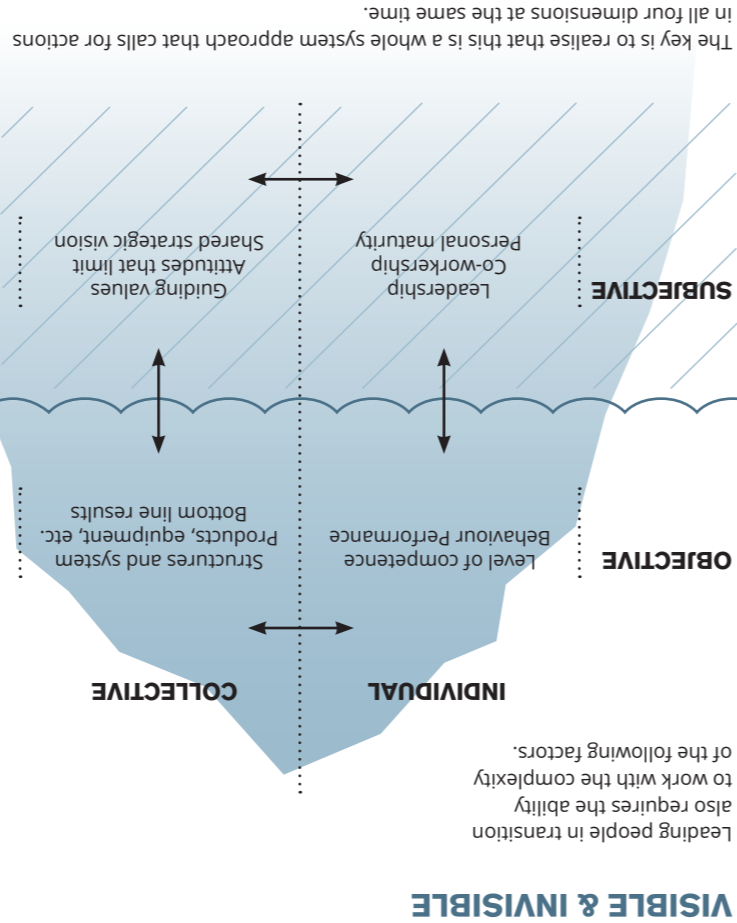 VISIBLE & INVISIBLE
Leading people in transition
also requires the ability
to work with the complexity
of the following factors.
INDIVIDUAL
COLLECTIVE
OBJECTIVE
Level of competence
Behaviour Performance
Structures and system
Products, equipment, etc.
Bottom line results
SUBJECTIVE
Leadership
Co-workership
Personal maturity
Guiding values
Attitudes that limit
Shared strategic vision
The key is to realise that this is a whole system approach that calls for actions
in all four dimensions at the same time.